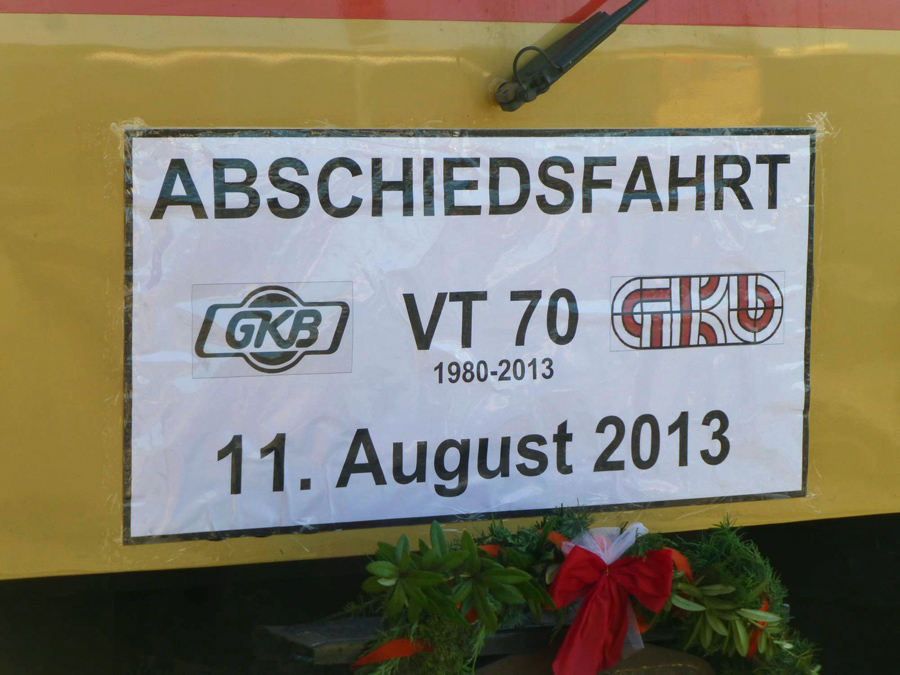 ABSCHIEDSFAHRT
GKB VT 70 GKB
1980-2013
11. August 2013